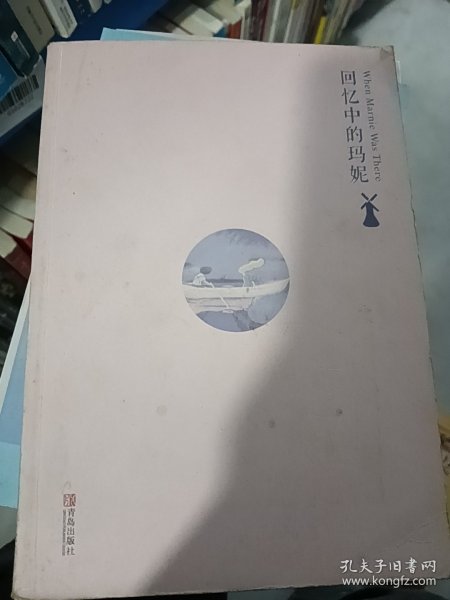 When Marnie Was There
回忆中的玛妮
青岛出版社
孔夫子旧书网
www.kongfz.com